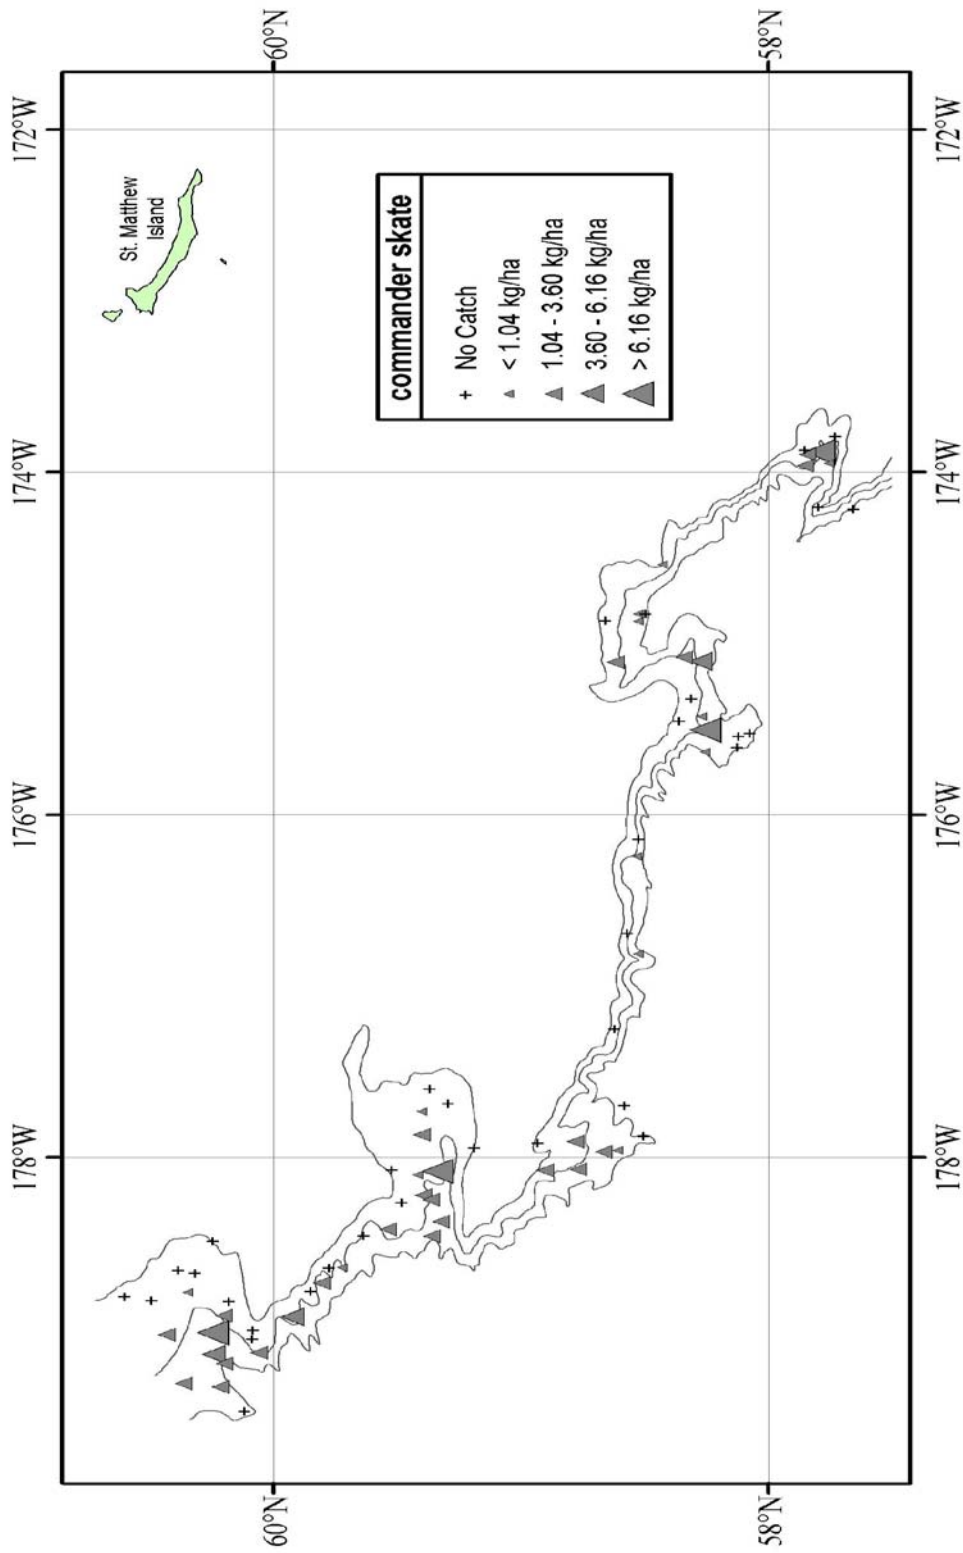 172°W
174°W
176°W
178°W
60°N
58°N
St. Matthew
Island
commander skate
No Catch
< 1.04 kg/ha
1.04 - 3.60 kg/ha
3.60 - 6.16 kg/ha
> 6.16 kg/ha
60°N
58°N
172°W
174°W
176°W
178°W